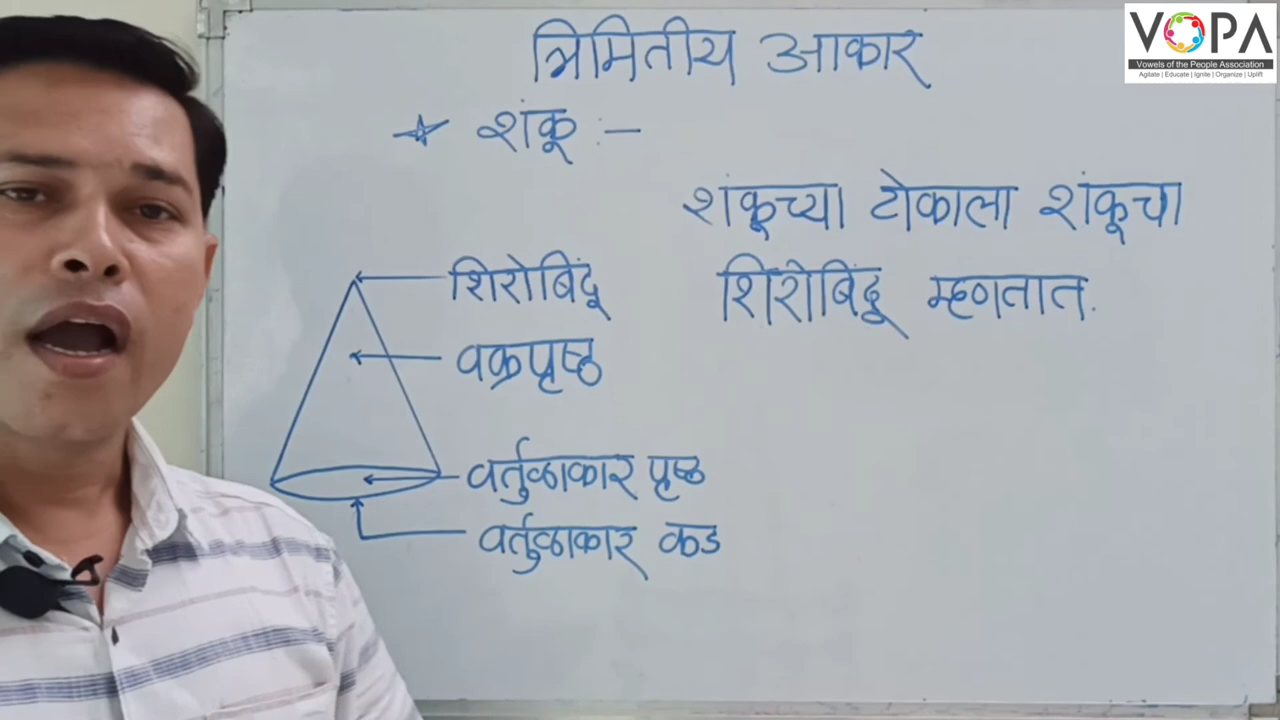 VOPA
Vowels of the People Association
Agitate | Educate | Ignite | Organize | Uplift
त्रिमितीय आकार
★ शंकू :-
शंकूच्या टोकाला शंकूचा
शिरोबिंदू म्हणतात.
शिरोबिंदू
वक्रपृष्ठ
वर्तुळाकार पृष्ठ
वर्तुळाकार कड